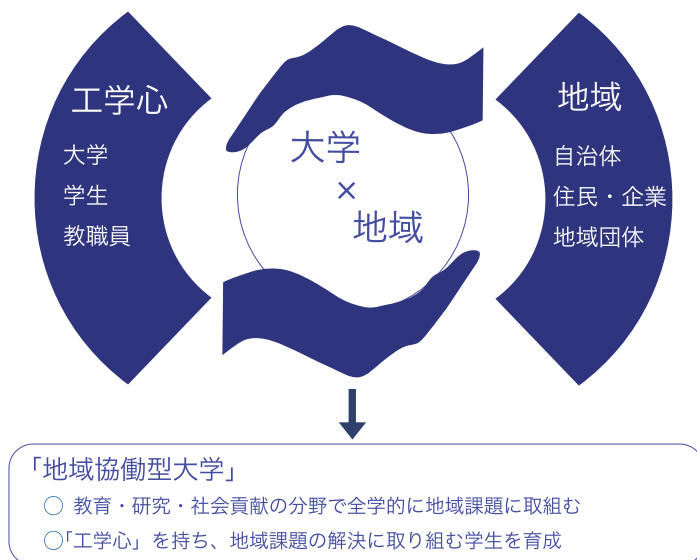 工学心
大学
学生
教職員
大学
×
地域
地域
自治体
住民・企業
地域団体
「地域協働型大学」
○ 教育・研究・社会貢献の分野で全学的に地域課題に取組む
○「工学心」を持ち、地域課題の解決に取り組む学生を育成